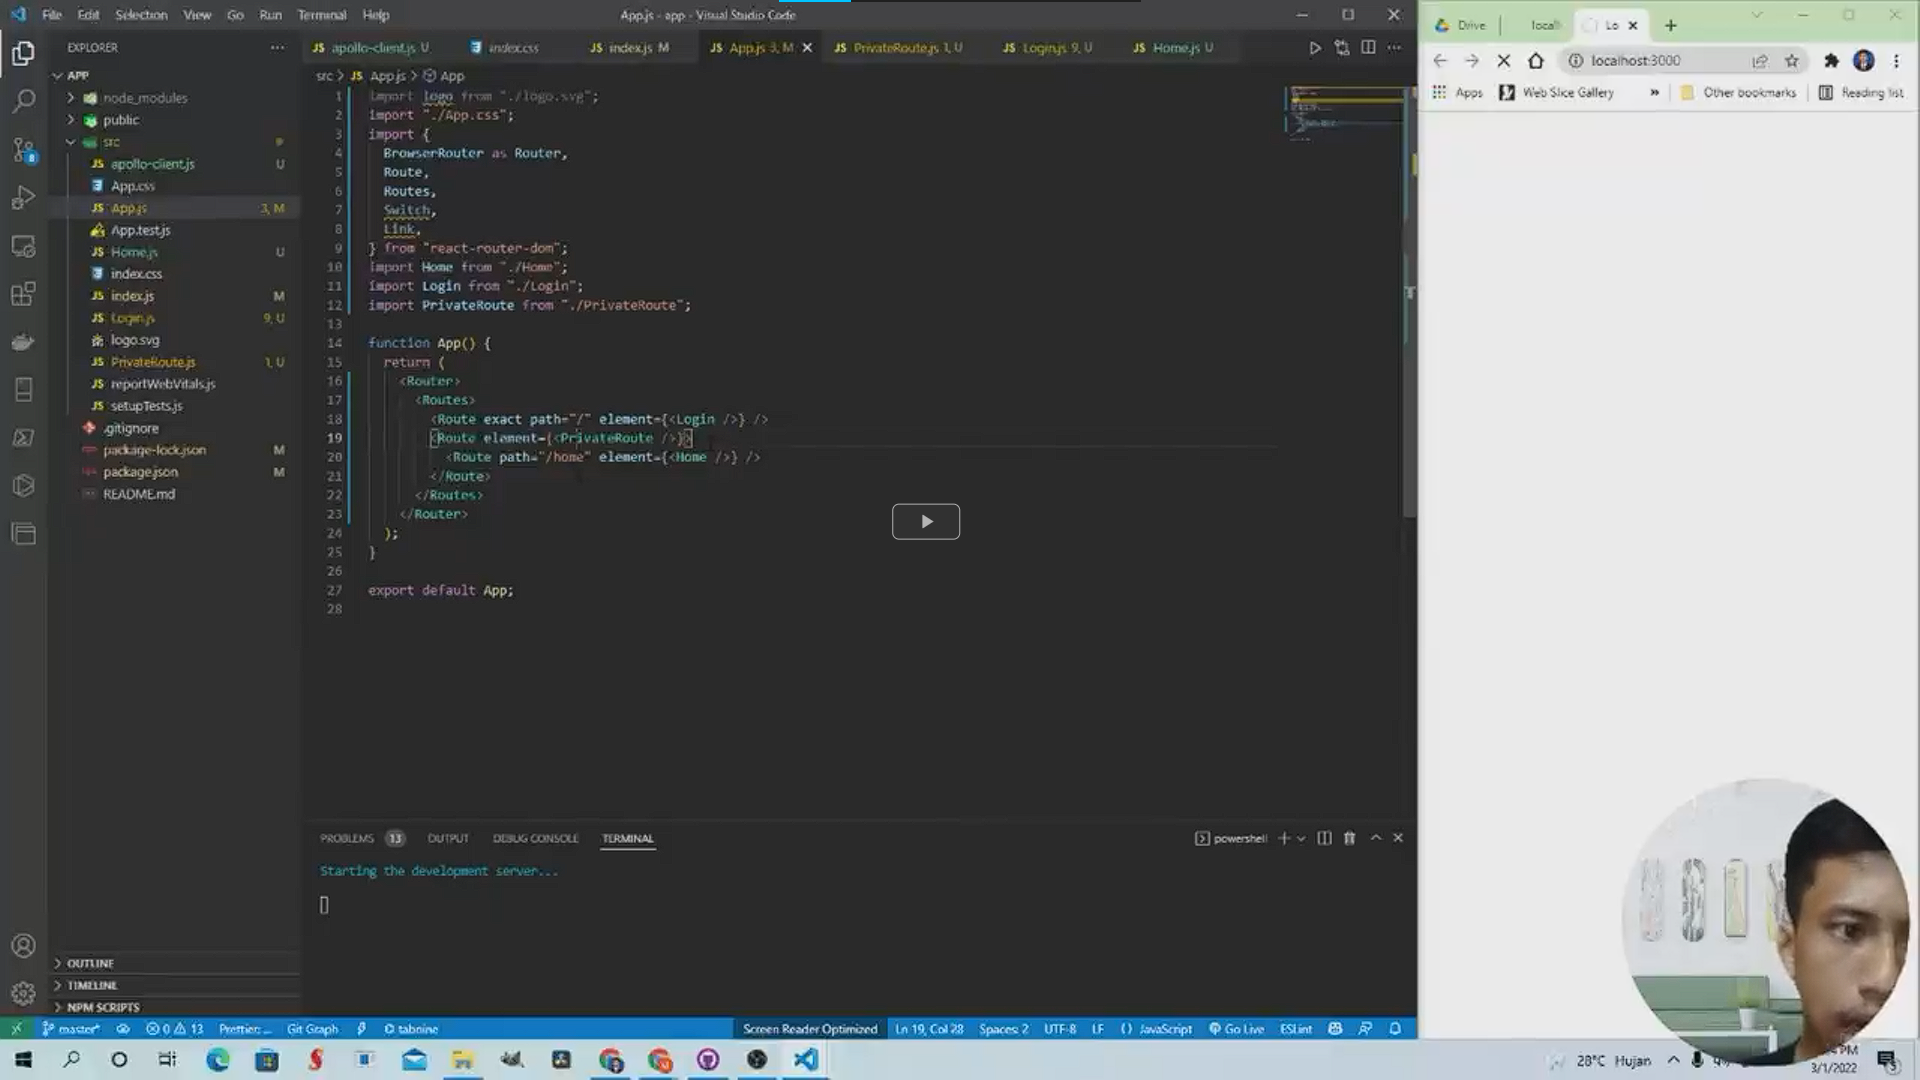 File Edit Selection View Go Run Terminal Help
App.js - app - Visual Studio Code
EXPLORER
APP
node_modules
public
src
apollo-client.js U
App.css
App.js 3, M
App.test.js
Home.js U
index.css
index.js M
Login.js 9, U
logo.svg
PrivateRoute.js 1, U
reportWebVitals.js
setupTests.js
.gitignore
package-lock.json M
package.json M
README.md
OUTLINE
TIMELINE
NPM SCRIPTS
apollo-client.js U index.css index.js M App.js 3, M PrivateRoute.js 1, U Login.js 9, U Home.js U
src > JS App.js > App
1 import logo from "./logo.svg";
2 import "./App.css";
3 import {
4 BrowserRouter as Router,
5 Route,
6 Routes,
7 Switch,
8 Link,
9 } from "react-router-dom";
10 import Home from "./Home";
11 import Login from "./Login";
12 import PrivateRoute from "./PrivateRoute";
13
14 function App() {
15 return (
16 <Router>
17 <Routes>
18 <Route exact path="/" element={<Login />} />
19 <Route element={<PrivateRoute />}>
20 <Route path="/home" element={<Home />} />
21 </Route>
22 </Routes>
23 </Router>
24 );
25 }
26
27 export default App;
28
PROBLEMS 13 OUTPUT DEBUG CONSOLE TERMINAL
powershell
Starting the development server...
master* 0 13 Prettier: ... Git Graph tabnine
Screen Reader Optimized Ln 19, Col 28 Spaces: 2 UTF-8 LF JavaScript Go Live ESLint
Drive locall Lo
localhost:3000
Apps Web Slice Gallery » Other bookmarks Reading list
28°C Hujan
PM
3/1/2022